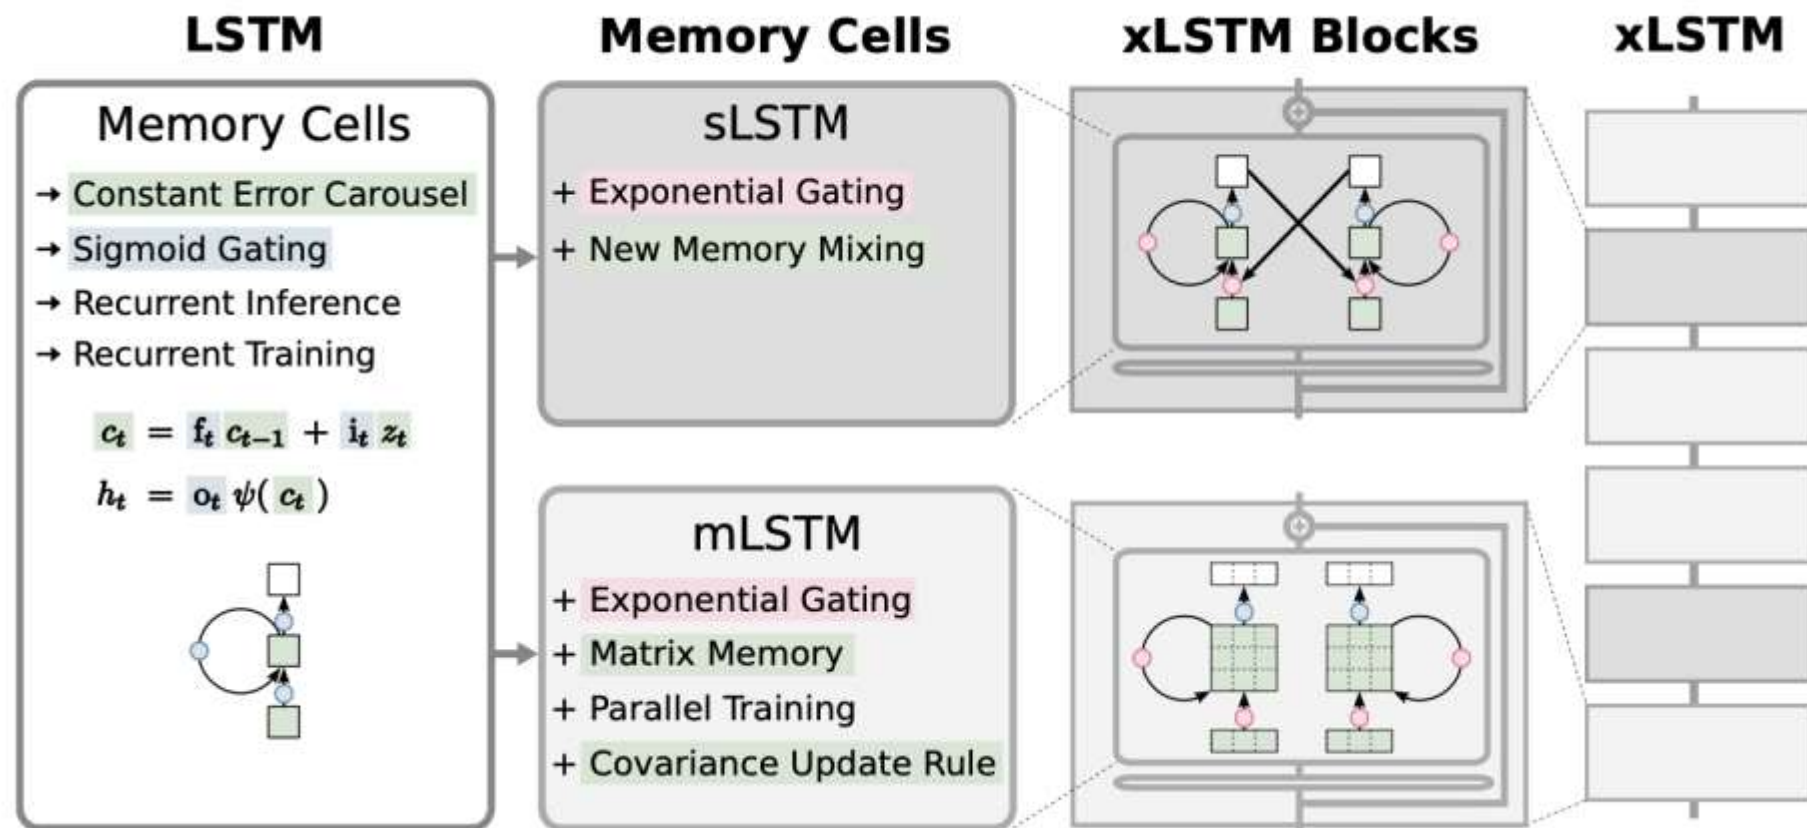 LSTM
Memory Cells
→ Constant Error Carousel
→ Sigmoid Gating
→ Recurrent Inference
→ Recurrent Training
c_t = f_t c_{t−1} + i_t z_t
h_t = o_t ψ( c_t )
Memory Cells
sLSTM
+ Exponential Gating
+ New Memory Mixing
mLSTM
+ Exponential Gating
+ Matrix Memory
+ Parallel Training
+ Covariance Update Rule
xLSTM Blocks
xLSTM